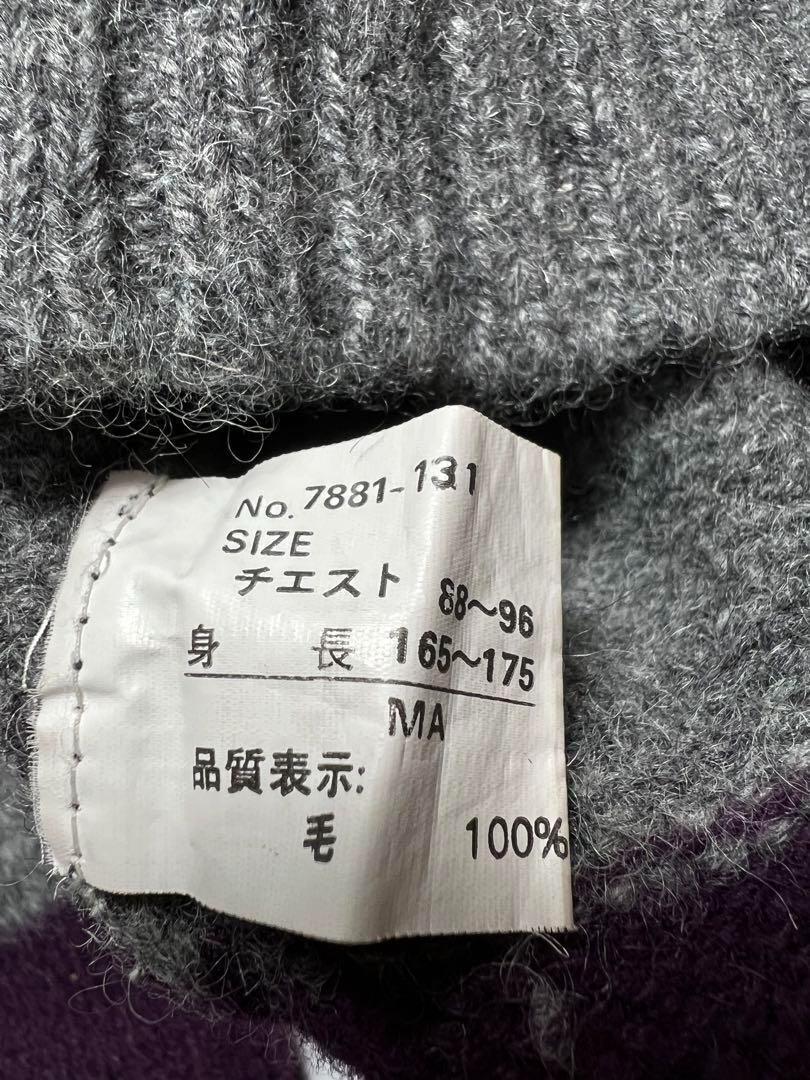 No. 7881-131
SIZE
チエスト 88~96
身 長 165~175
MA
品質表示:
毛 100%